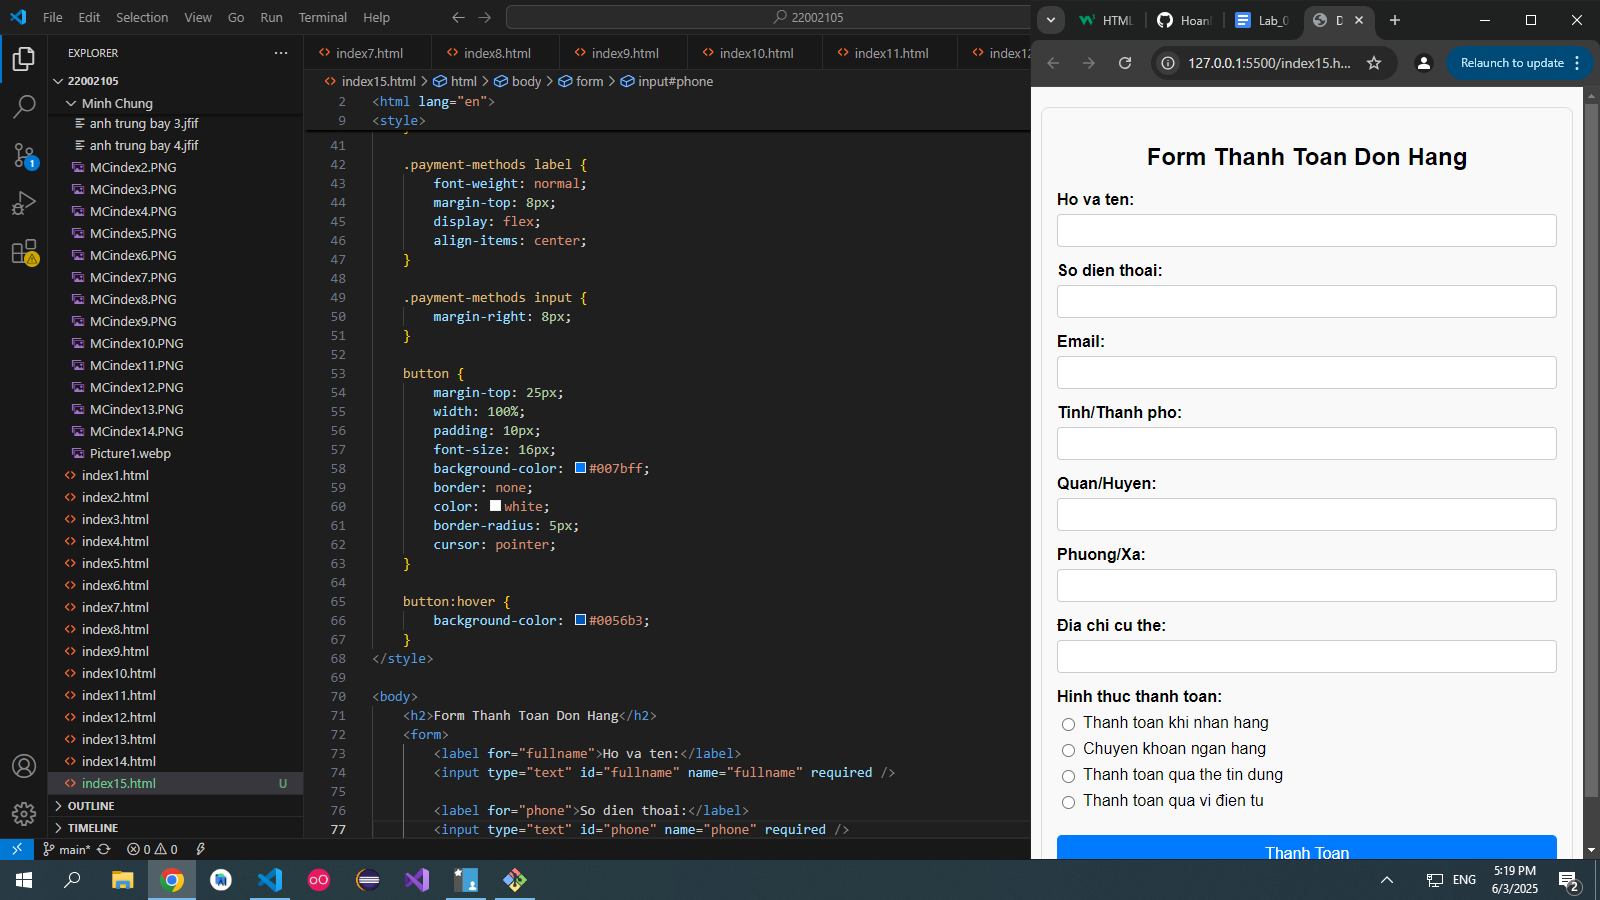 File Edit Selection View Go Run Terminal Help
22002105
EXPLORER
22002105
Minh Chung
anh trung bay 3.jfif
anh trung bay 4.jfif
MCindex2.PNG
MCindex3.PNG
MCindex4.PNG
MCindex5.PNG
MCindex6.PNG
MCindex7.PNG
MCindex8.PNG
MCindex9.PNG
MCindex10.PNG
MCindex11.PNG
MCindex12.PNG
MCindex13.PNG
MCindex14.PNG
Picture1.webp
index1.html
index2.html
index3.html
index4.html
index5.html
index6.html
index7.html
index8.html
index9.html
index10.html
index11.html
index12.html
index13.html
index14.html
index15.html U
OUTLINE
TIMELINE
1
index7.html index8.html index9.html index10.html index11.html index12
index15.html > html > body > form > input#phone
2 <html lang="en">
9 <style>
41
42 .payment-methods label {
43 font-weight: normal;
44 margin-top: 8px;
45 display: flex;
46 align-items: center;
47 }
48
49 .payment-methods input {
50 margin-right: 8px;
51 }
52
53 button {
54 margin-top: 25px;
55 width: 100%;
56 padding: 10px;
57 font-size: 16px;
58 background-color: #007bff;
59 border: none;
60 color: white;
61 border-radius: 5px;
62 cursor: pointer;
63 }
64
65 button:hover {
66 background-color: #0056b3;
67 }
68 </style>
69
70 <body>
71 <h2>Form Thanh Toan Don Hang</h2>
72 <form>
73 <label for="fullname">Ho va ten:</label>
74 <input type="text" id="fullname" name="fullname" required />
75
76 <label for="phone">So dien thoai:</label>
77 <input type="text" id="phone" name="phone" required />
main* 0 0
HTML Hoan Lab_0 D
127.0.0.1:5500/index15.h...
Relaunch to update
Form Thanh Toan Don Hang
Ho va ten:
So dien thoai:
Email:
Tinh/Thanh pho:
Quan/Huyen:
Phuong/Xa:
Đia chi cu the:
Hinh thuc thanh toan:
Thanh toan khi nhan hang
Chuyen khoan ngan hang
Thanh toan qua the tin dung
Thanh toan qua vi đien tu
Thanh Toan
ENG
5:19 PM
6/3/2025
2